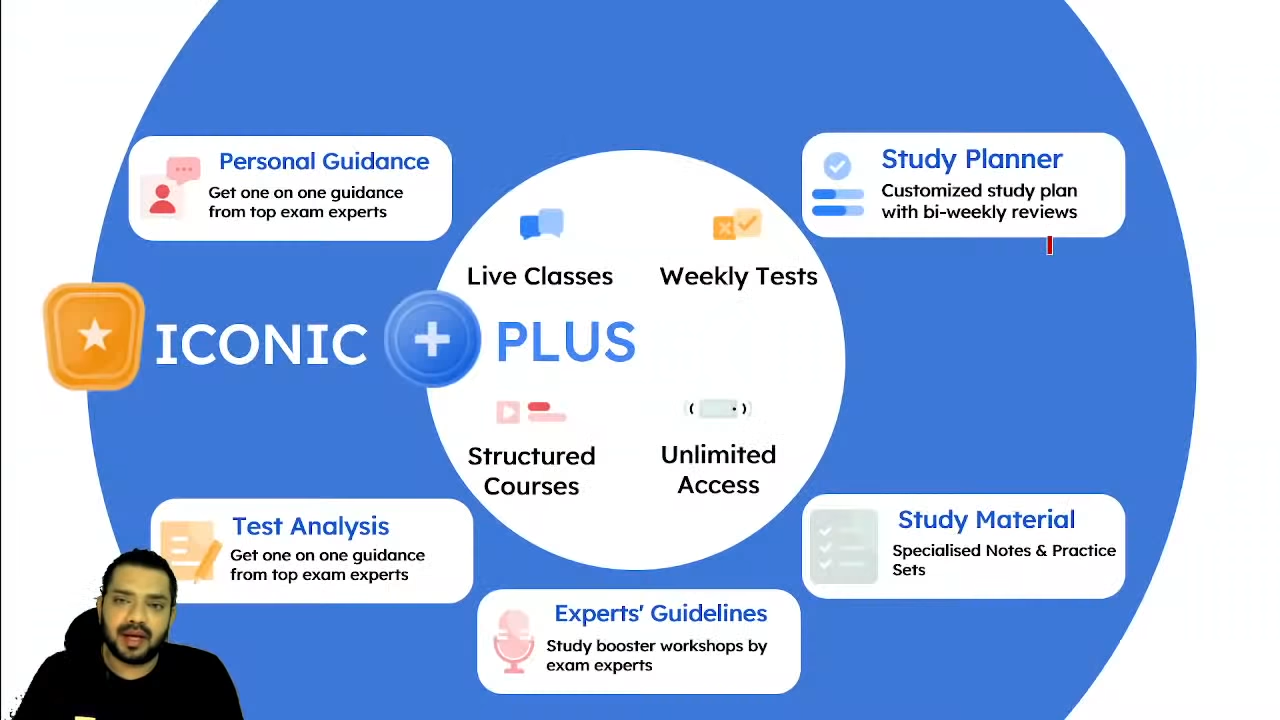 Personal Guidance
Get one on one guidance
from top exam experts
Study Planner
Customized study plan
with bi-weekly reviews
Live Classes
Weekly Tests
ICONIC PLUS
Structured
Courses
Unlimited
Access
Test Analysis
Get one on one guidance
from top exam experts
Study Material
Specialised Notes & Practice
Sets
Experts' Guidelines
Study booster workshops by
exam experts